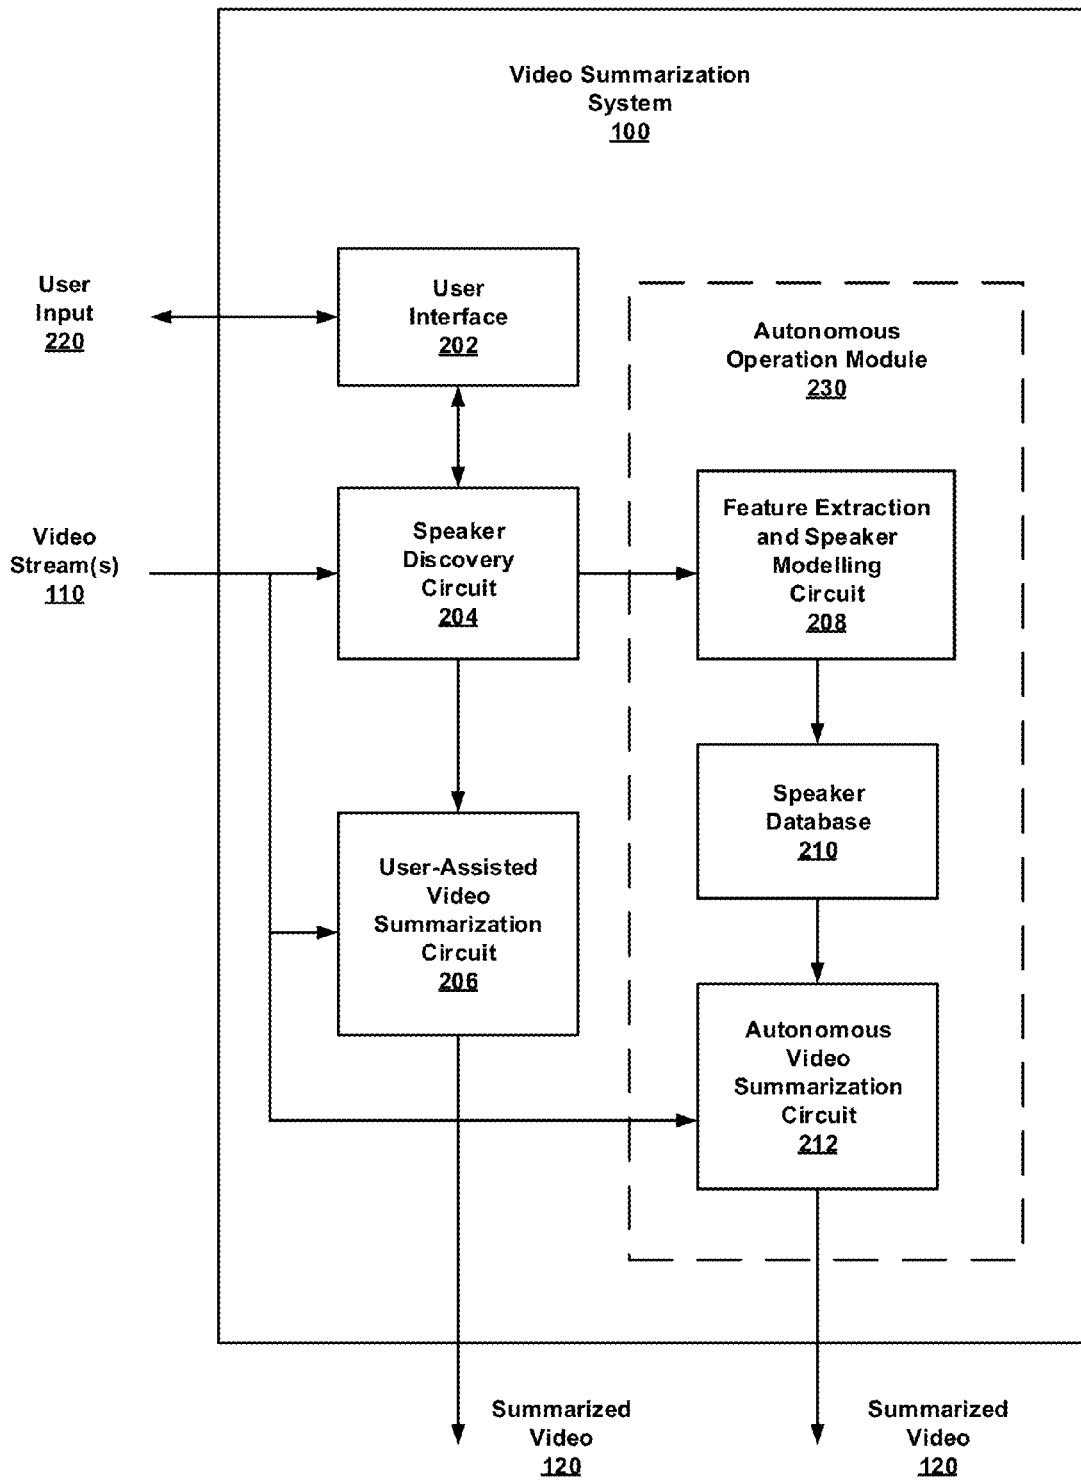 Video Summarization
System
100
User
Input
220
User
Interface
202
Autonomous
Operation Module
230
Video
Stream(s)
110
Speaker
Discovery
Circuit
204
Feature Extraction
and Speaker
Modelling
Circuit
208
Speaker
Database
210
User-Assisted
Video
Summarization
Circuit
206
Autonomous
Video
Summarization
Circuit
212
Summarized
Video
120
Summarized
Video
120